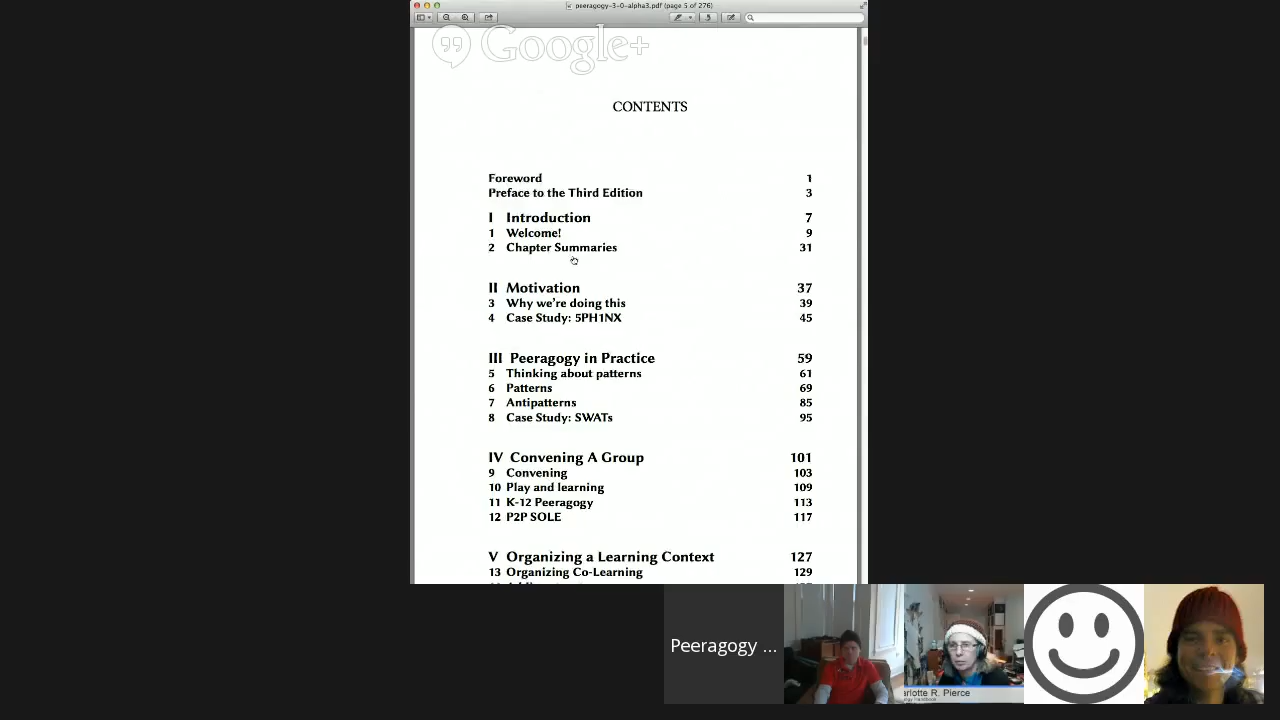 peeragogy-3-0-alpha3.pdf (page 5 of 276)
Google+
CONTENTS
Foreword 1
Preface to the Third Edition 3
I Introduction 7
1 Welcome! 9
2 Chapter Summaries 31
II Motivation 37
3 Why we're doing this 39
4 Case Study: 5PH1NX 45
III Peeragogy in Practice 59
5 Thinking about patterns 61
6 Patterns 69
7 Antipatterns 85
8 Case Study: SWATs 95
IV Convening A Group 101
9 Convening 103
10 Play and learning 109
11 K-12 Peeragogy 113
12 P2P SOLE 117
V Organizing a Learning Context 127
13 Organizing Co-Learning 129
Peeragogy ...
arlotte R. Pierce